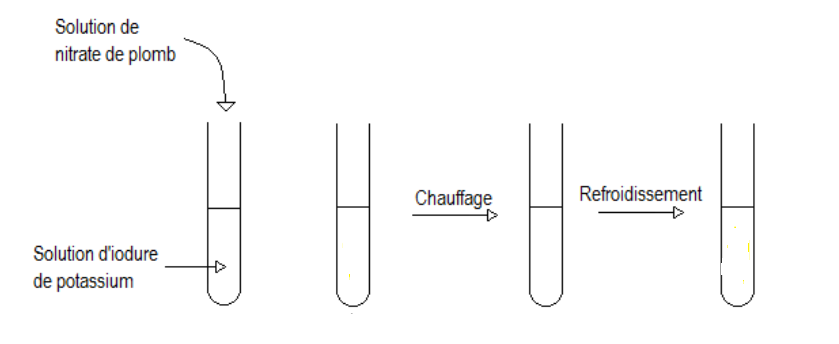 Solution de
nitrate de plomb
Chauffage
Refroidissement
Solution d'iodure
de potassium